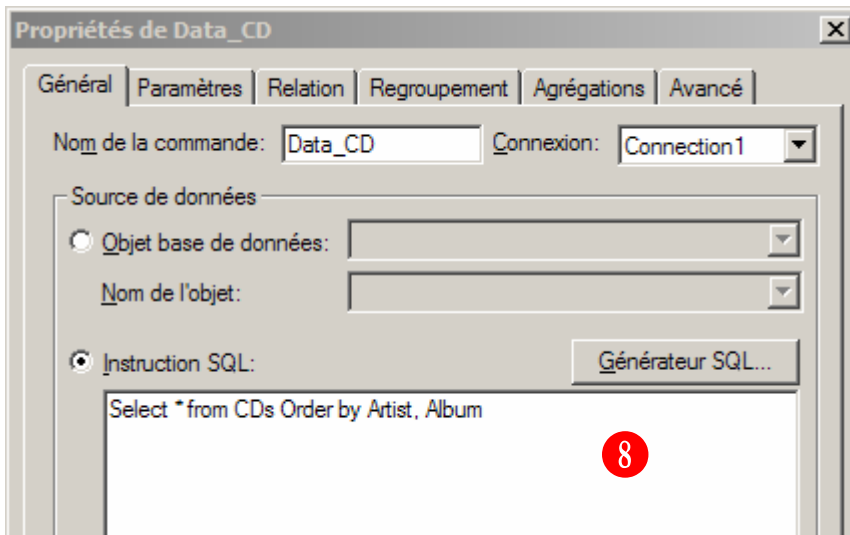 Propriétés de Data_CD
Général Paramètres Relation Regroupement Agrégations Avancé
Nom de la commande: Data_CD Connexion: Connection1
Source de données
Objet base de données:
Nom de l'objet:
Instruction SQL: Générateur SQL...
Select * from CDs Order by Artist, Album
8